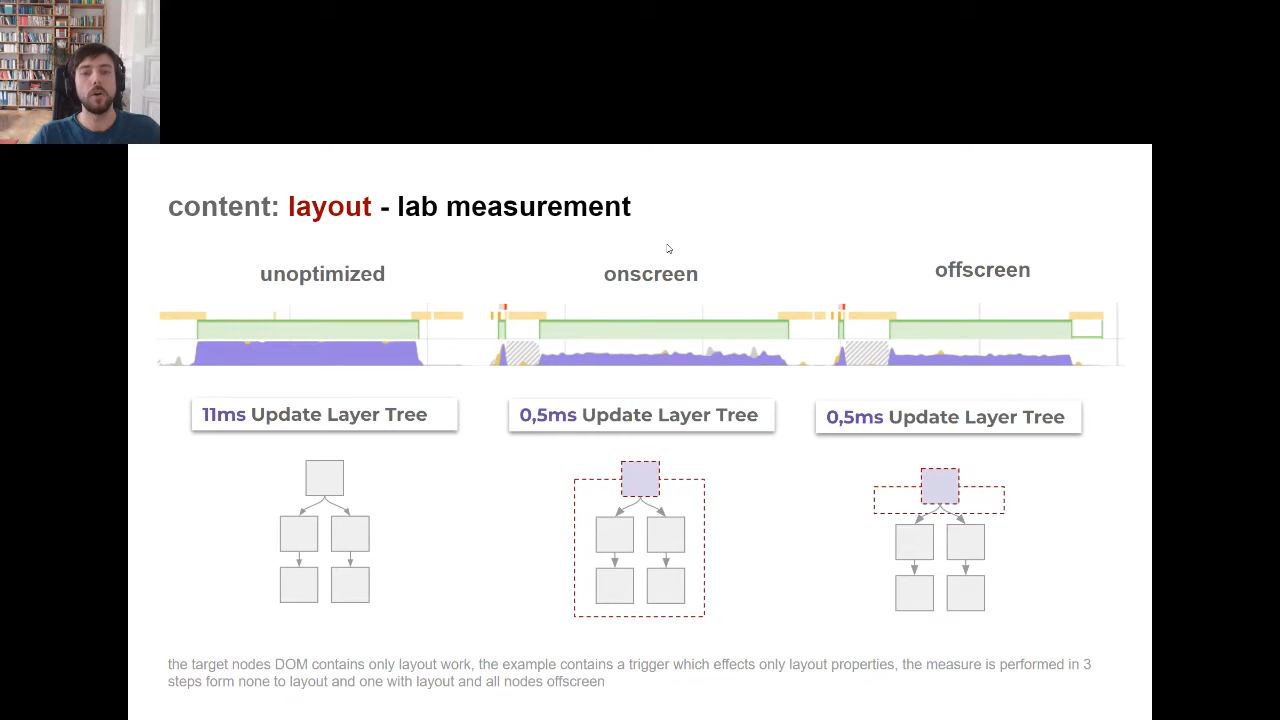 content: layout - lab measurement
unoptimized
onscreen
offscreen
11ms Update Layer Tree
0,5ms Update Layer Tree
0,5ms Update Layer Tree
the target nodes DOM contains only layout work, the example contains a trigger which effects only layout properties, the measure is performed in 3
steps form none to layout and one with layout and all nodes offscreen